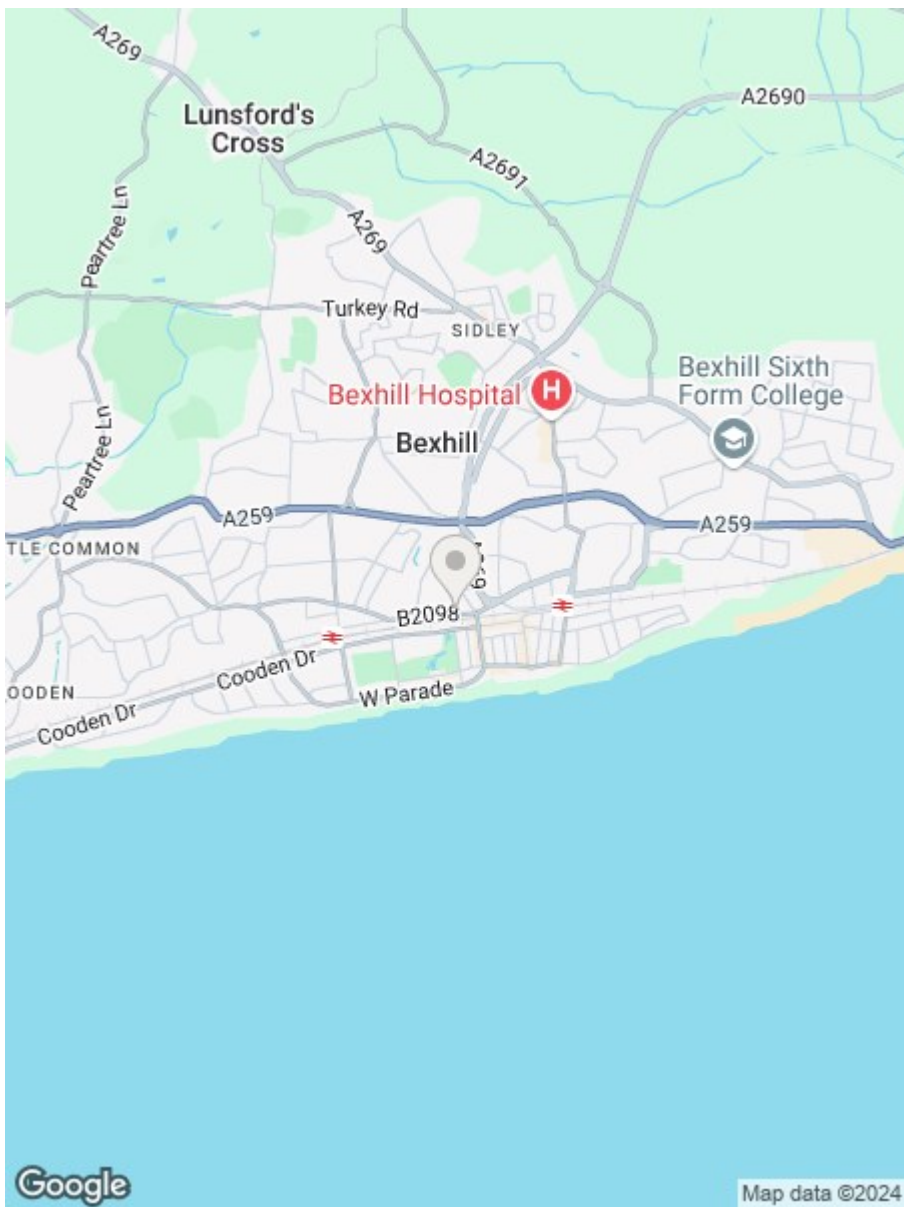 A269
A2690
Lunsford's
Cross
A2691
Peartree Ln
A269
Turkey Rd
SIDLEY
Bexhill Sixth
Form College
Bexhill Hospital
H
Bexhill
Peartree Ln
A259
A259
TLE COMMON
B2098
Cooden Dr
OODEN
W Parade
Cooden Dr
Google
Map data ©2024